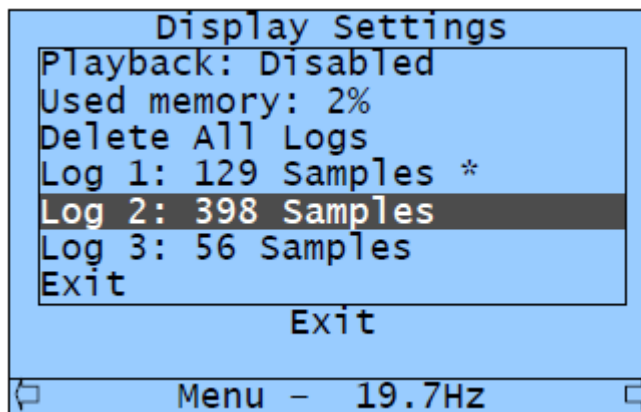 Display Settings
Playback: Disabled
Used memory: 2%
Delete All Logs
Log 1: 129 Samples *
Log 2: 398 Samples
Log 3: 56 Samples
Exit
Exit
Menu – 19.7Hz